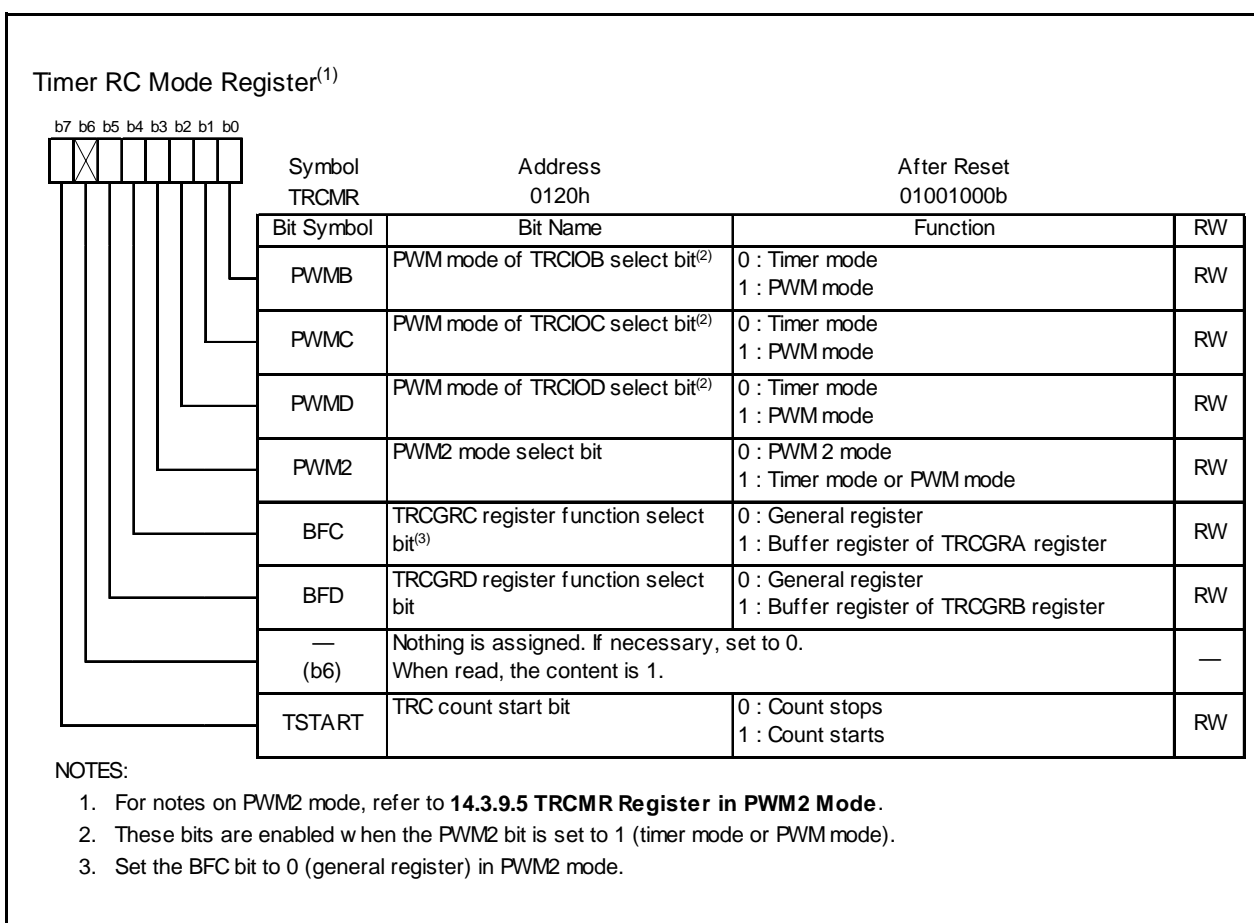 Timer RC Mode Register(1)
b7 b6 b5 b4 b3 b2 b1 b0
Symbol Address After Reset
TRCMR 0120h 01001000b
Bit Symbol Bit Name Function RW
PWMB PWM mode of TRCIOB select bit(2) 0 : Timer mode RW
1 : PWM mode
PWMC PWM mode of TRCIOC select bit(2) 0 : Timer mode RW
1 : PWM mode
PWMD PWM mode of TRCIOD select bit(2) 0 : Timer mode RW
1 : PWM mode
PWM2 PWM2 mode select bit 0 : PWM 2 mode RW
1 : Timer mode or PWM mode
BFC TRCGRC register function select 0 : General register RW
bit(3) 1 : Buffer register of TRCGRA register
BFD TRCGRD register function select 0 : General register RW
bit 1 : Buffer register of TRCGRB register
— Nothing is assigned. If necessary, set to 0. —
(b6) When read, the content is 1.
TSTART TRC count start bit 0 : Count stops RW
1 : Count starts
NOTES:
1. For notes on PWM2 mode, refer to 14.3.9.5 TRCMR Register in PWM2 Mode.
2. These bits are enabled when the PWM2 bit is set to 1 (timer mode or PWM mode).
3. Set the BFC bit to 0 (general register) in PWM2 mode.